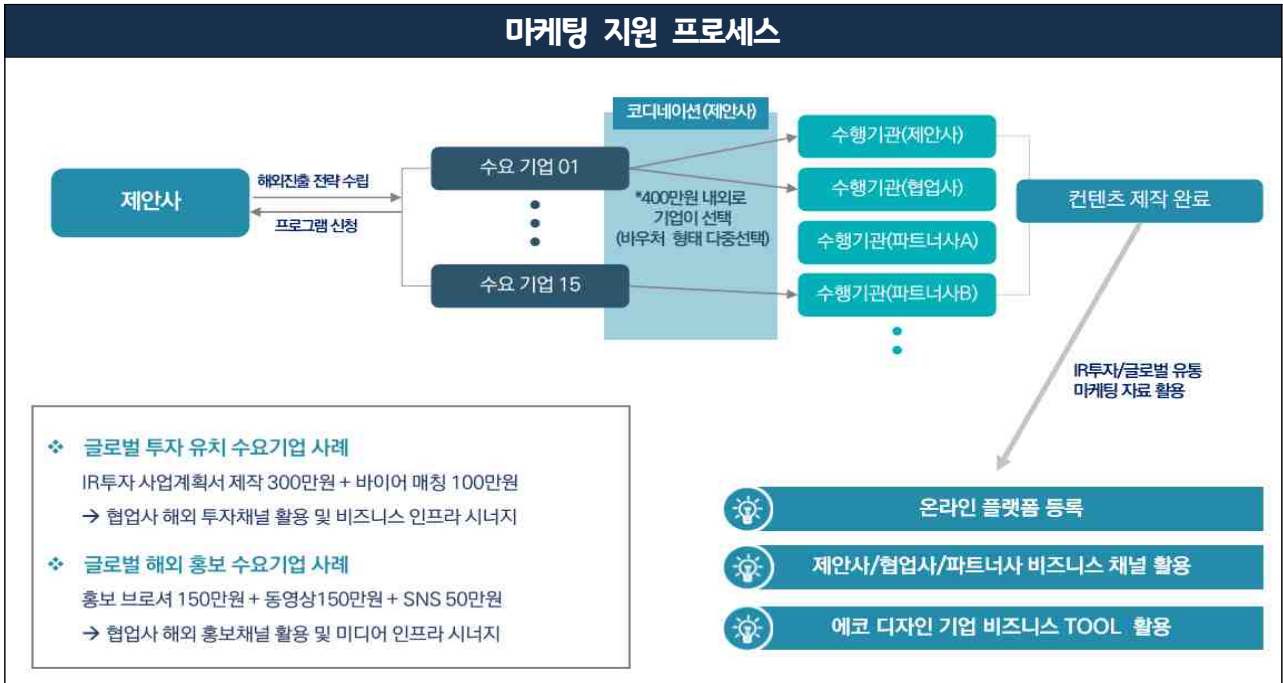 마케팅 지원 프로세스
제안사
해외진출 전략 수립
프로그램 신청
수요 기업 01
수요 기업 15
코디네이션(제안사)
*400만원 내외로
기업이 선택
(바우처 형태 다중선택)
수행기관(제안사)
수행기관(협업사)
수행기관(파트너사A)
수행기관(파트너사B)
컨텐츠 제작 완료
IR투자/글로벌 유통
마케팅 자료 활용
❖ 글로벌 투자 유치 수요기업 사례
IR투자 사업계획서 제작 300만원 + 바이어 매칭 100만원
→ 협업사 해외 투자채널 활용 및 비즈니스 인프라 시너지
❖ 글로벌 해외 홍보 수요기업 사례
홍보 브로셔 150만원 + 동영상150만원 + SNS 50만원
→ 협업사 해외 홍보채널 활용 및 미디어 인프라 시너지
온라인 플랫폼 등록
제안사/협업사/파트너사 비즈니스 채널 활용
에코 디자인 기업 비즈니스 TOOL 활용